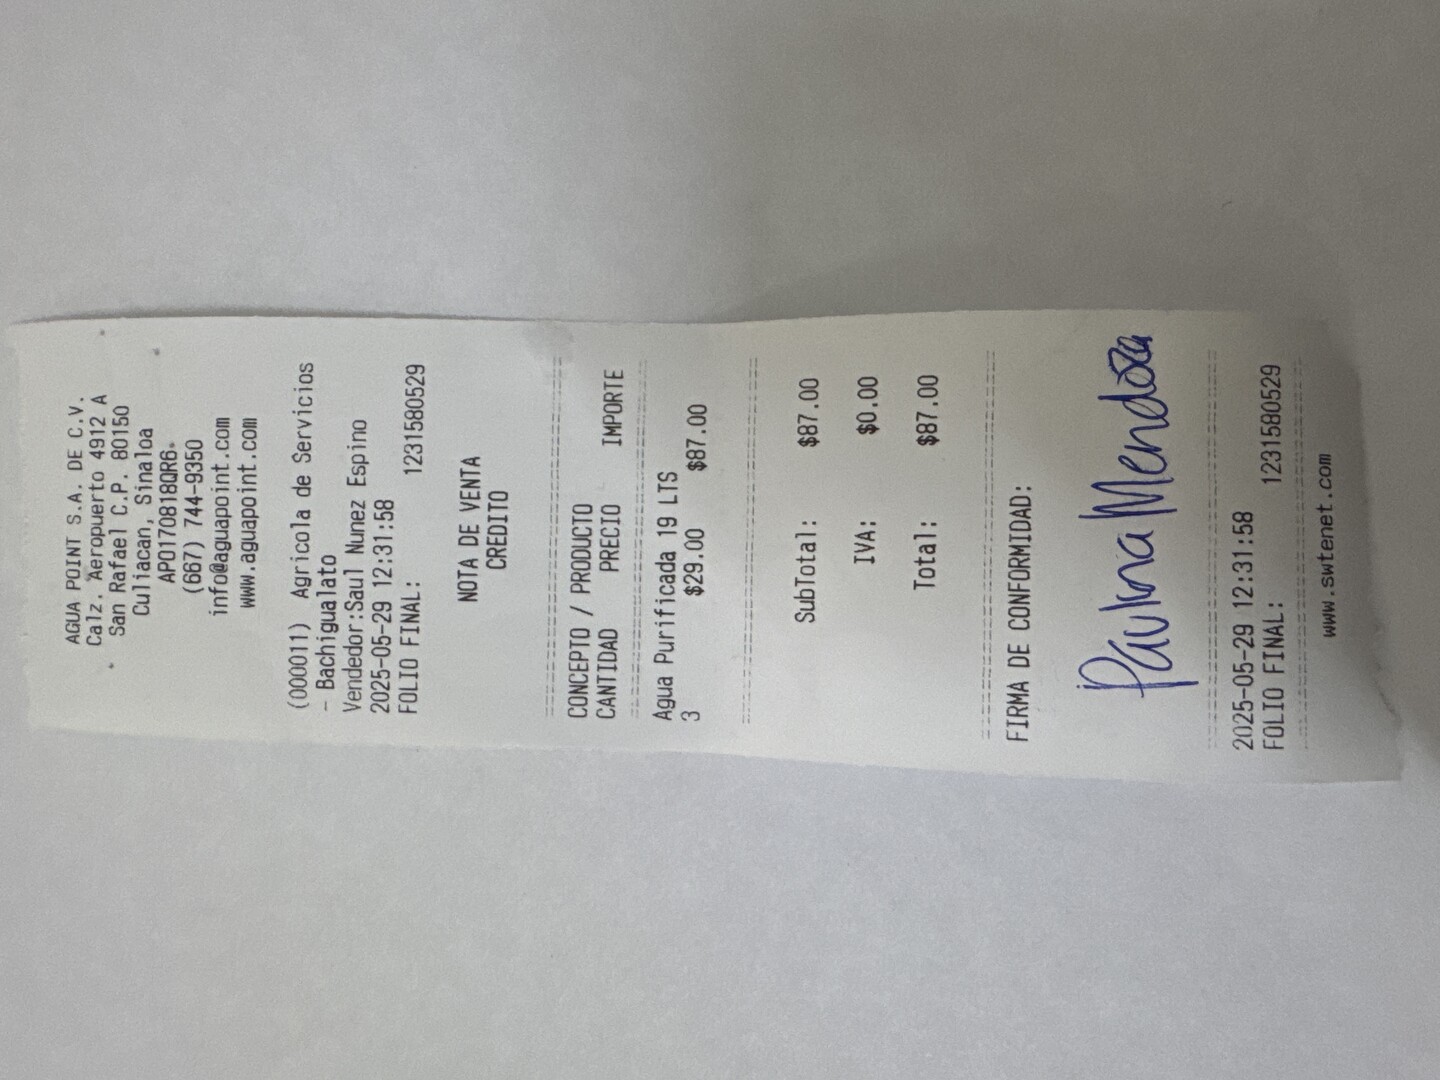 AGUA POINT S.A. DE C.V.
Calz. Aeropuerto 4912 A
San Rafael C.P. 80150
Culiacan, Sinaloa
APO170818QR6
(667) 744-9350
info@aguapoint.com
www.aguapoint.com
(000011) Agricola de Servicios
- Bachigualato
Vendedor:Saul Nunez Espino
2025-05-29 12:31:58
FOLIO FINAL: 1231580529
NOTA DE VENTA
CREDITO
CONCEPTO / PRODUCTO
CANTIDAD PRECIO IMPORTE
Agua Purificada 19 LTS
3 $29.00 $87.00
SubTotal: $87.00
IVA: $0.00
Total: $87.00
FIRMA DE CONFORMIDAD:
Paulina Mendoza
2025-05-29 12:31:58
FOLIO FINAL: 1231580529
www.swtenet.com